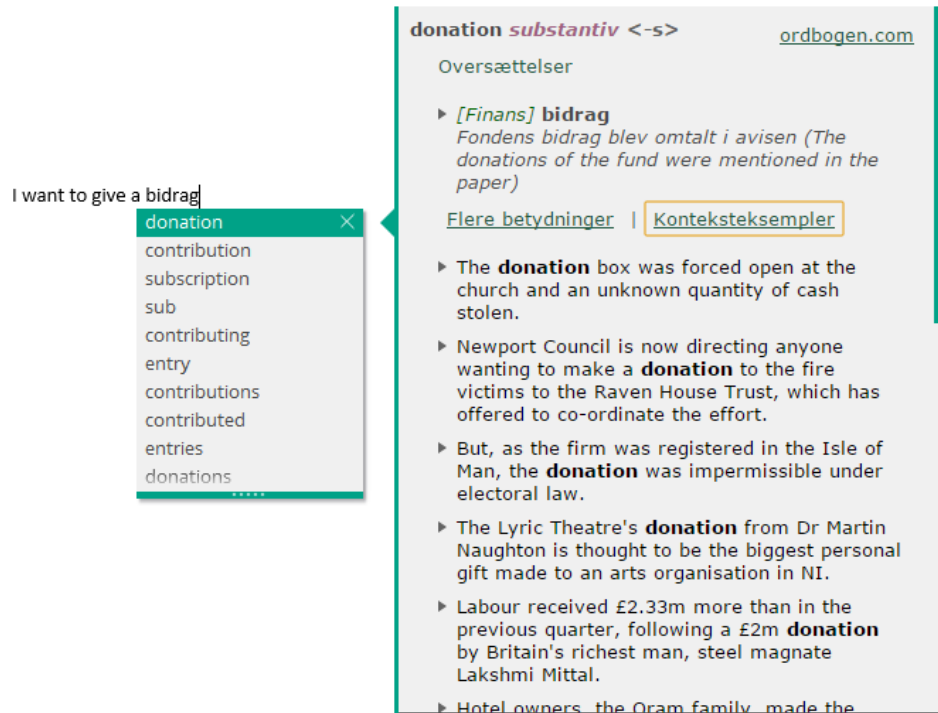 I want to give a bidrag
donation
contribution
subscription
sub
contributing
entry
contributions
contributed
entries
donations
donation substantiv <-s>
ordbogen.com
Oversættelser
[Finans] bidrag
Fondens bidrag blev omtalt i avisen (The
donations of the fund were mentioned in the
paper)
Flere betydninger | Konteksteksempler
The donation box was forced open at the
church and an unknown quantity of cash
stolen.
Newport Council is now directing anyone
wanting to make a donation to the fire
victims to the Raven House Trust, which has
offered to co-ordinate the effort.
But, as the firm was registered in the Isle of
Man, the donation was impermissible under
electoral law.
The Lyric Theatre's donation from Dr Martin
Naughton is thought to be the biggest personal
gift made to an arts organisation in NI.
Labour received £2.33m more than in the
previous quarter, following a £2m donation
by Britain's richest man, steel magnate
Lakshmi Mittal.
Hotel owners, the Oram family, made the